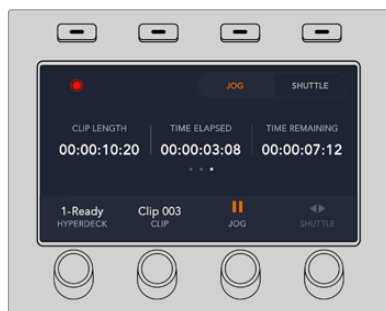 JOG SHUTTLE
CLIP LENGTH TIME ELAPSED TIME REMAINING
00:00:10:20 00:00:03:08 00:00:07:12
1-Ready Clip 003
HYPERDECK CLIP JOG SHUTTLE